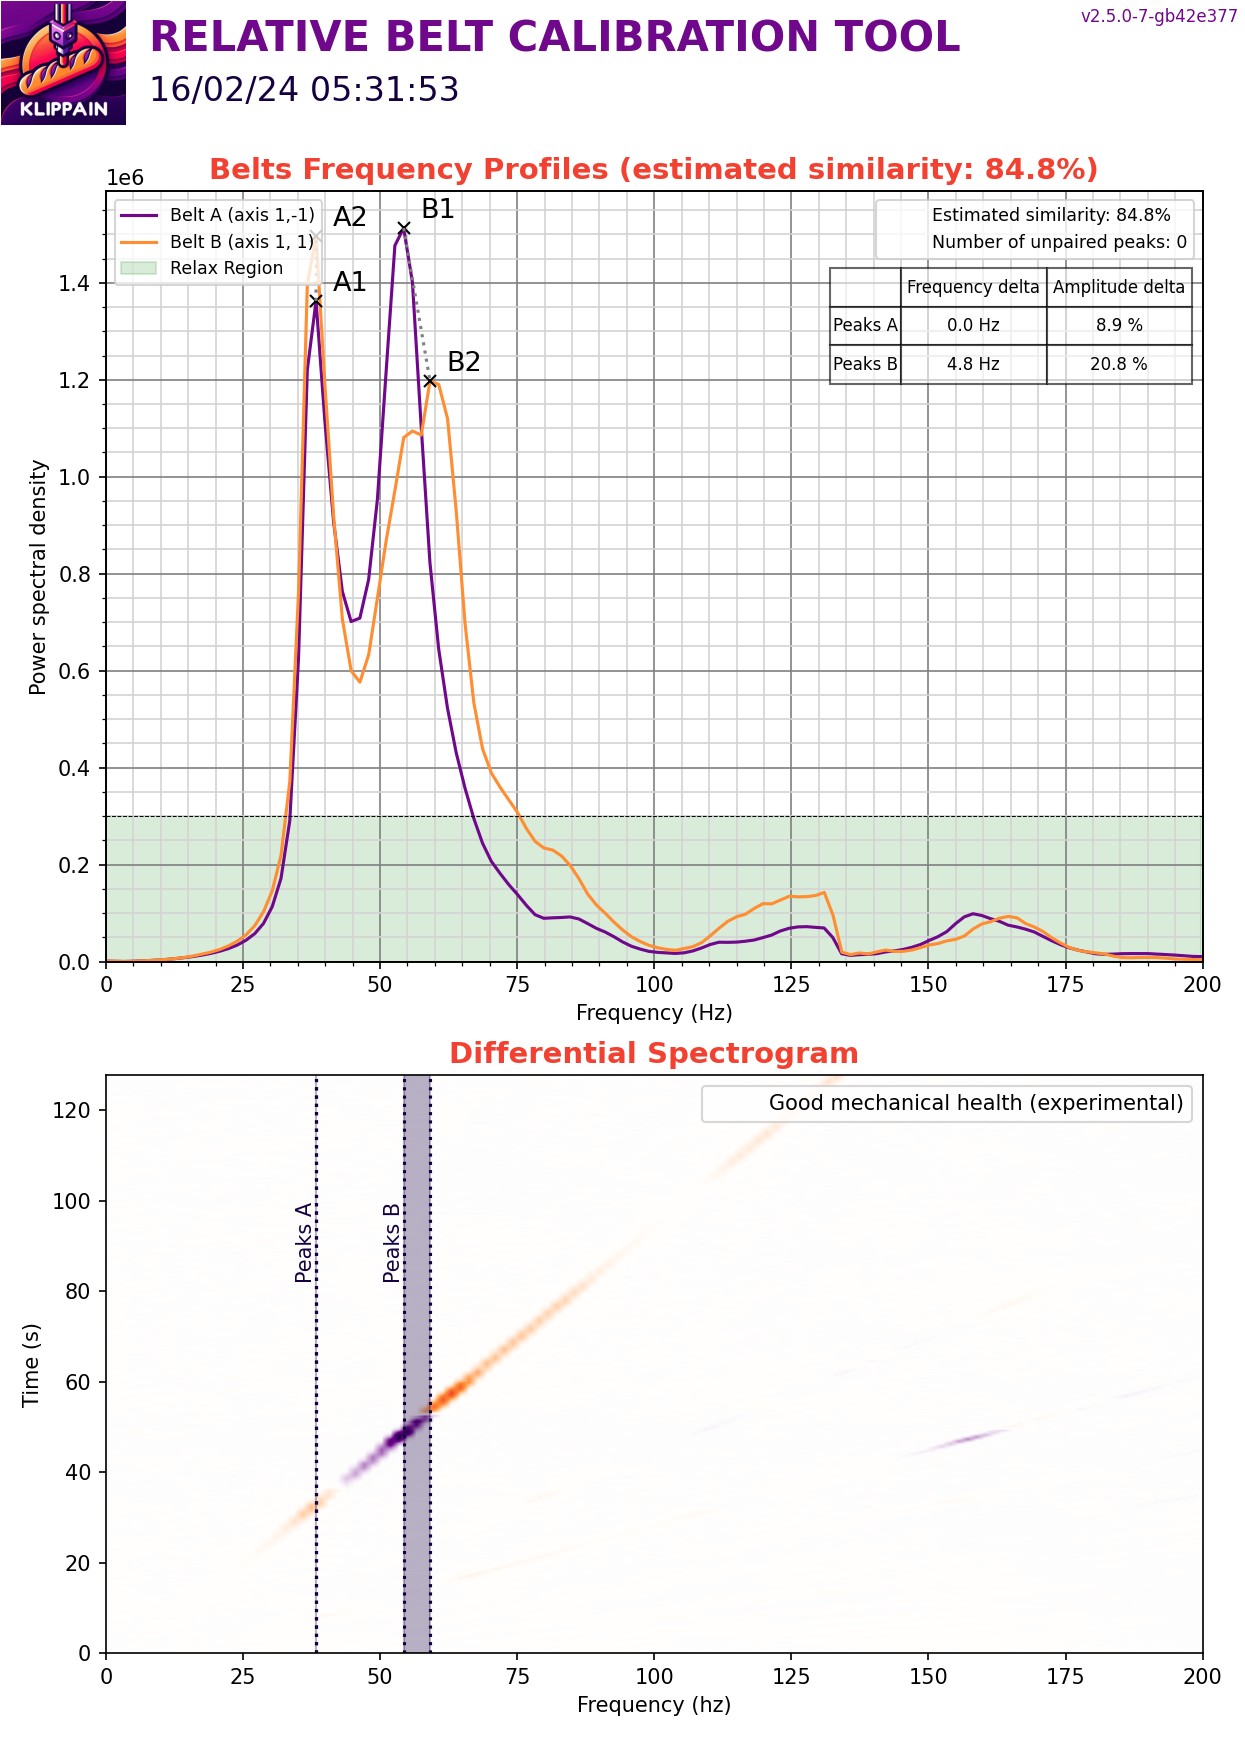 KLIPPAIN
RELATIVE BELT CALIBRATION TOOL
16/02/24 05:31:53
v2.5.0-7-gb42e377
Belts Frequency Profiles (estimated similarity: 84.8%)
1e6
Belt A (axis 1,-1)
Belt B (axis 1, 1)
Relax Region
A2
A1
B1
B2
Estimated similarity: 84.8%
Number of unpaired peaks: 0
Frequency delta Amplitude delta
Peaks A 0.0 Hz 8.9 %
Peaks B 4.8 Hz 20.8 %
Power spectral density
1.4
1.2
1.0
0.8
0.6
0.4
0.2
0.0
0 25 50 75 100 125 150 175 200
Frequency (Hz)
Differential Spectrogram
Good mechanical health (experimental)
Peaks A
Peaks B
Time (s)
120
100
80
60
40
20
0
0 25 50 75 100 125 150 175 200
Frequency (hz)